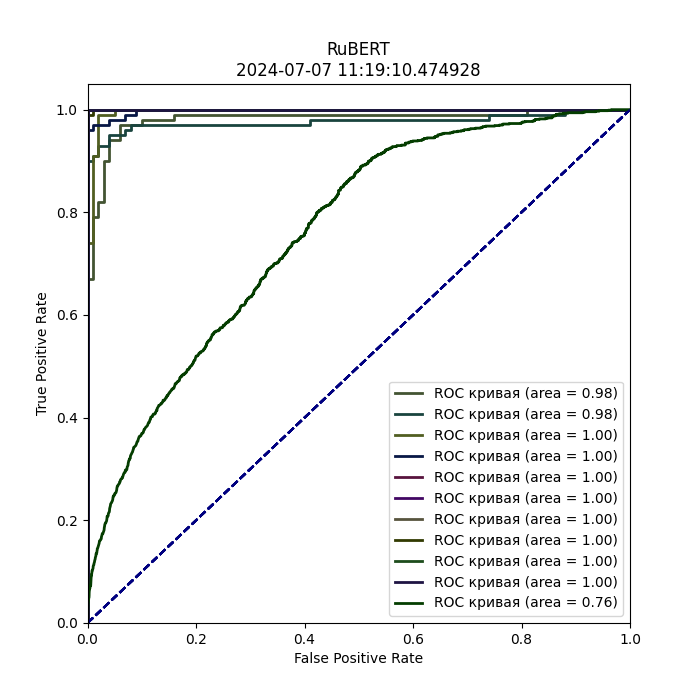 RuBERT
2024-07-07 11:19:10.474928
True Positive Rate
1.0
0.8
0.6
0.4
0.2
0.0
ROC кривая (area = 0.98)
ROC кривая (area = 0.98)
ROC кривая (area = 1.00)
ROC кривая (area = 1.00)
ROC кривая (area = 1.00)
ROC кривая (area = 1.00)
ROC кривая (area = 1.00)
ROC кривая (area = 1.00)
ROC кривая (area = 1.00)
ROC кривая (area = 1.00)
ROC кривая (area = 0.76)
0.0 0.2 0.4 0.6 0.8 1.0
False Positive Rate